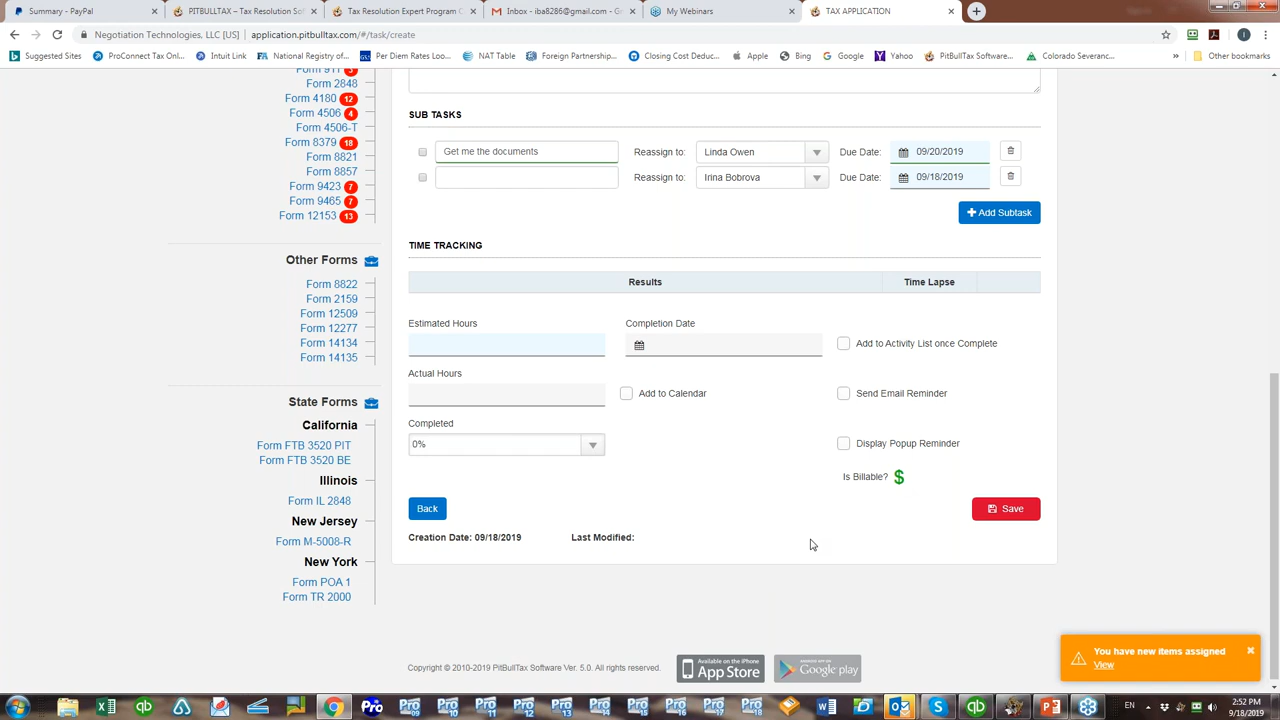 Summary - PayPal
PITBULLTAX – Tax Resolution Sof
Tax Resolution Expert Program C
Inbox - iba8286@gmail.com - G
My Webinars
TAX APPLICATION
Negotiation Technologies, LLC [US] | application.pitbulltax.com/#/task/create
Suggested Sites
ProConnect Tax Onl...
Intuit Link
National Registry of...
Per Diem Rates Loo...
NAT Table
Foreign Partnership...
Closing Cost Deduc...
Apple
Bing
Google
Yahoo
PitBullTax Software...
Colorado Severanc...
» Other bookmarks
Form 911
Form 2848
Form 4180 12
Form 4506 4
Form 4506-T
Form 8379 18
Form 8821
Form 8857
Form 9423 7
Form 9465 7
Form 12153 13
Other Forms
Form 8822
Form 2159
Form 12509
Form 12277
Form 14134
Form 14135
State Forms
California
Form FTB 3520 PIT
Form FTB 3520 BE
Illinois
Form IL 2848
New Jersey
Form M-5008-R
New York
Form POA 1
Form TR 2000
SUB TASKS
Get me the documents Reassign to: Linda Owen Due Date: 09/20/2019
Reassign to: Irina Bobrova Due Date: 09/18/2019
+ Add Subtask
TIME TRACKING
Results Time Lapse
Estimated Hours Completion Date
Add to Activity List once Complete
Actual Hours
Add to Calendar Send Email Reminder
Completed
0% Display Popup Reminder
Is Billable? $
Back Save
Creation Date: 09/18/2019 Last Modified:
You have new items assigned
View
Copyright © 2010-2019 PitBullTax Software Ver. 5.0. All rights reserved.
Available on the iPhone
App Store
ANDROID APP ON
Google play
EN 2:52 PM
9/18/2019